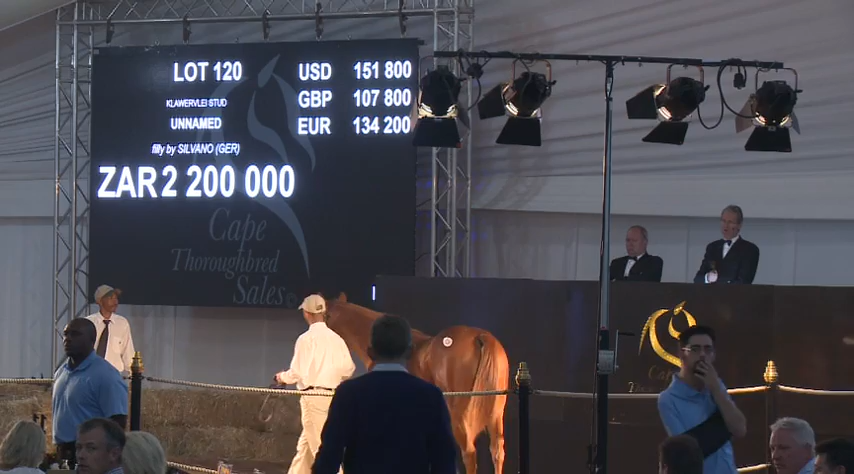 LOT 120
USD 151 800
KLAWERVLEI STUD
GBP 107 800
UNNAMED
EUR 134 200
filly by SILVANO (GER)
ZAR 2 200 000
Cape
Thoroughbred
Sales